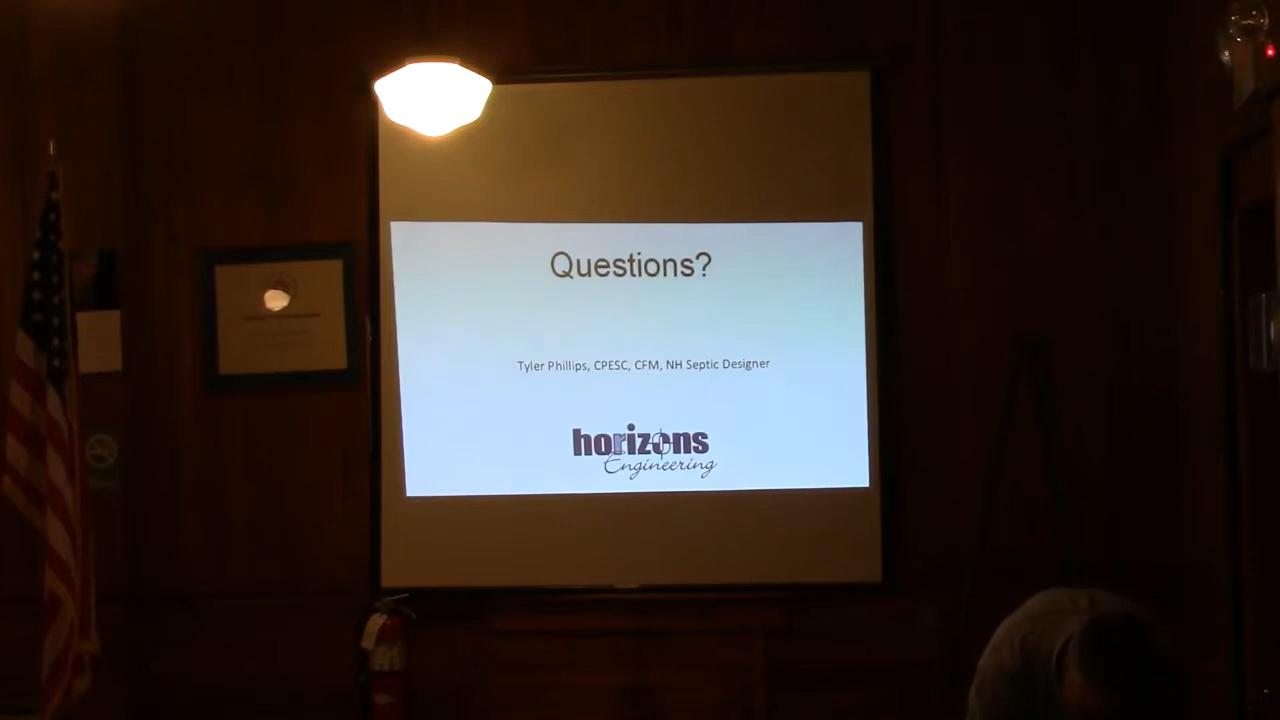 Questions?
Tyler Phillips, CPESC, CFM, NH Septic Designer
horizons
Engineering